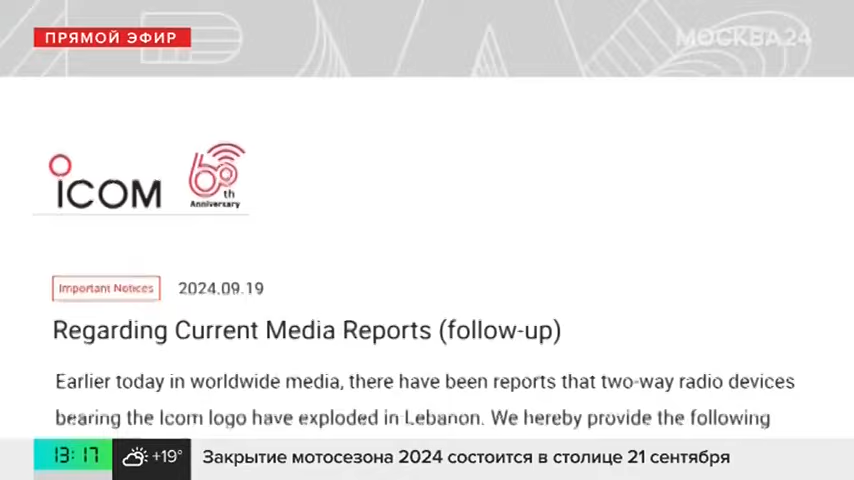 ПРЯМОЙ ЭФИР
МОСКВА 24
ICOM
60th
Anniversary
Important Notices 2024.09.19
Regarding Current Media Reports (follow-up)
Earlier today in worldwide media, there have been reports that two-way radio devices
bearing the Icom logo have exploded in Lebanon. We hereby provide the following
13:17 +19° Закрытие мотосезона 2024 состоится в столице 21 сентября